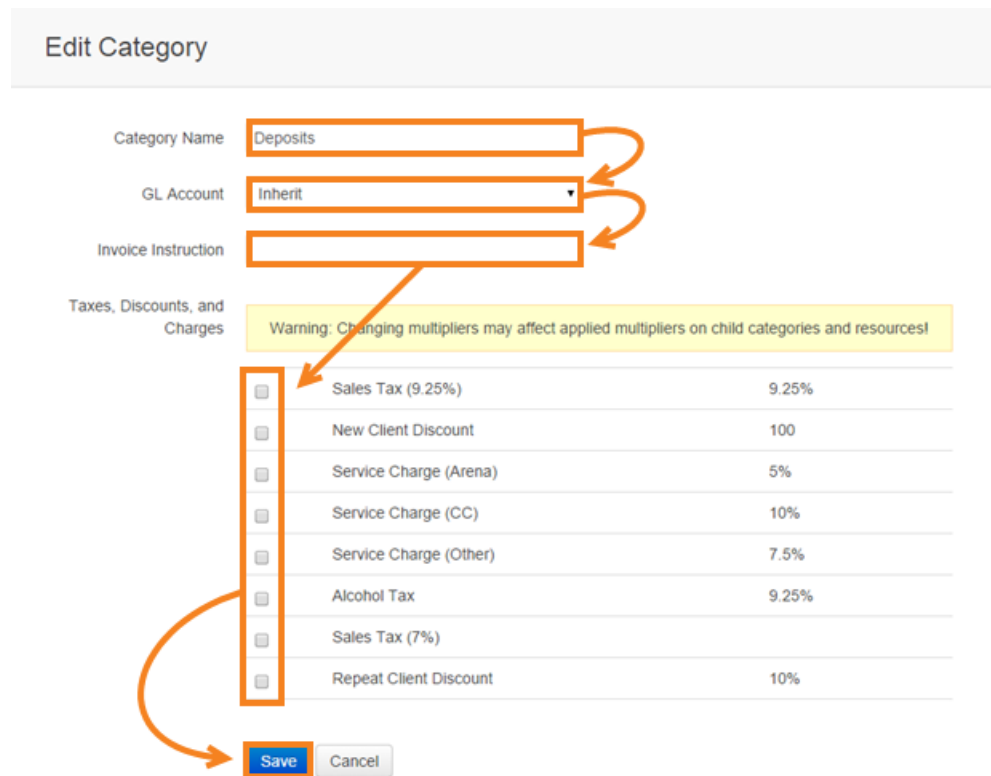 Edit Category
Category Name Deposits
GL Account Inherit
Invoice Instruction
Taxes, Discounts, and
Charges
Warning: Changing multipliers may affect applied multipliers on child categories and resources!
Sales Tax (9.25%) 9.25%
New Client Discount 100
Service Charge (Arena) 5%
Service Charge (CC) 10%
Service Charge (Other) 7.5%
Alcohol Tax 9.25%
Sales Tax (7%)
Repeat Client Discount 10%
Save Cancel